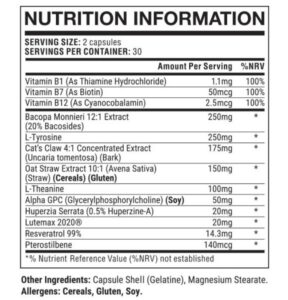 NUTRITION INFORMATION
SERVING SIZE: 2 capsules
SERVINGS PER CONTAINER: 30
Amount Per Serving %NRV
Vitamin B1 (As Thiamine Hydrochloride) 1.1mg 100%
Vitamin B7 (As Biotin) 50mcg 100%
Vitamin B12 (As Cyanocobalamin) 2.5mcg 100%
Bacopa Monnieri 12:1 Extract 250mg *
(20% Bacosides)
L-Tyrosine 250mg *
Cat's Claw 4:1 Concentrated Extract 175mg *
(Uncaria tomentosa) (Bark)
Oat Straw Extract 10:1 (Avena Sativa) 150mg *
(Straw) (Cereals) (Gluten)
L-Theanine 100mg *
Alpha GPC (Glycerylphosphorylcholine) (Soy) 50mg *
Huperzia Serrata (0.5% Huperzine-A) 20mg *
Lutemax 2020® 20mg *
Resveratrol 99% 14.3mg *
Pterostilbene 140mcg *
*% Nutrient Reference Value (%NRV) not established
Other Ingredients: Capsule Shell (Gelatine), Magnesium Stearate.
Allergens: Cereals, Gluten, Soy.